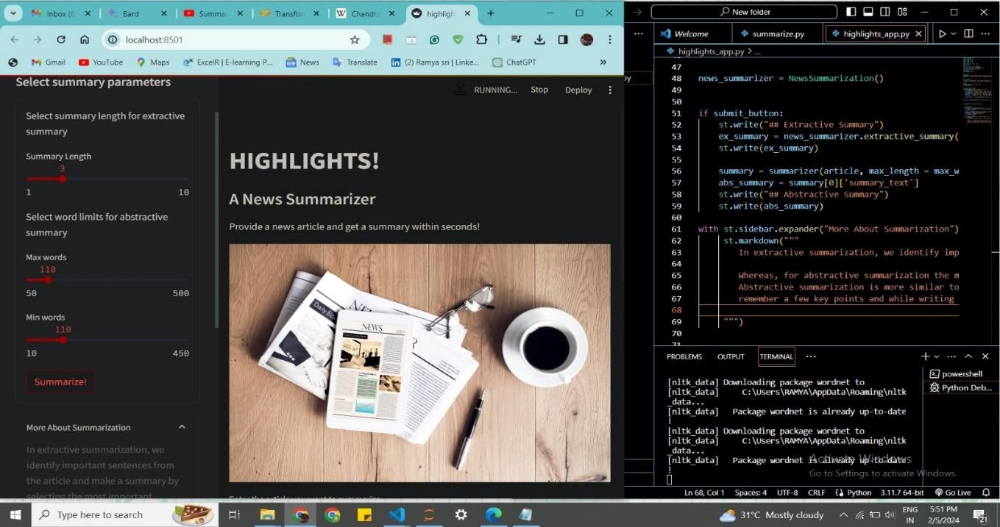 Inbox (6,
Bard
Summar
Transfor
Chandra
highligh
localhost:8501
Gmail
YouTube
Maps
ExcelR | E-learning P...
News
Translate
(2) Ramya sri | Linke...
ChatGPT
»
Select summary parameters
Select summary length for extractive
summary
Summary Length
3
1 10
Select word limits for abstractive
summary
Max words
110
50 500
Min words
110
10 450
Summarize!
More About Summarization
In extractive summarization, we
identify important sentences from
the article and make a summary by
selecting the most important
RUNNING... Stop Deploy
HIGHLIGHTS!
A News Summarizer
Provide a news article and get a summary within seconds!
Daily Ec
NEWS
Enter the article you want to summarize
New folder
Welcome
summarize.py
highlights_app.py
highlights_app.py > ...
47
48 news_summarizer = NewsSummarization()
49
50
51 if submit_button:
52 st.write("## Extractive Summary")
53 ex_summary = news_summarizer.extractive_summary(
54 st.write(ex_summary)
55
56 summary = summarizer(article, max_length = max_w
57 abs_summary = summary[0]['summary_text']
58 st.write("## Abstractive Summary")
59 st.write(abs_summary)
60
61 with st.sidebar.expander("More About Summarization")
62 st.markdown("""
63 In extractive summarization, we identify imp
64
65 Whereas, for abstractive summarization the m
66 Abstractive summarization is more similar to
67 remember a few key points and while writing
68
69 """)
70
71
PROBLEMS OUTPUT TERMINAL ...
powershell
Python Deb...
[nltk_data] Downloading package wordnet to
[nltk_data] C:\Users\RAMYA\AppData\Roaming\nltk
_data...
[nltk_data] Package wordnet is already up-to-date
!
[nltk_data] Downloading package wordnet to
[nltk_data] C:\Users\RAMYA\AppData\Roaming\nltk
_data...
[nltk_data] Package wordnet is already up-to-date
!
Activate Windows
Go to Settings to activate Windows.
Ln 68, Col 1 Spaces: 4 UTF-8 CRLF Python 3.11.7 64-bit Go Live
Type here to search
31°C Mostly cloudy
ENG
IN
5:51 PM
2/5/2024
21